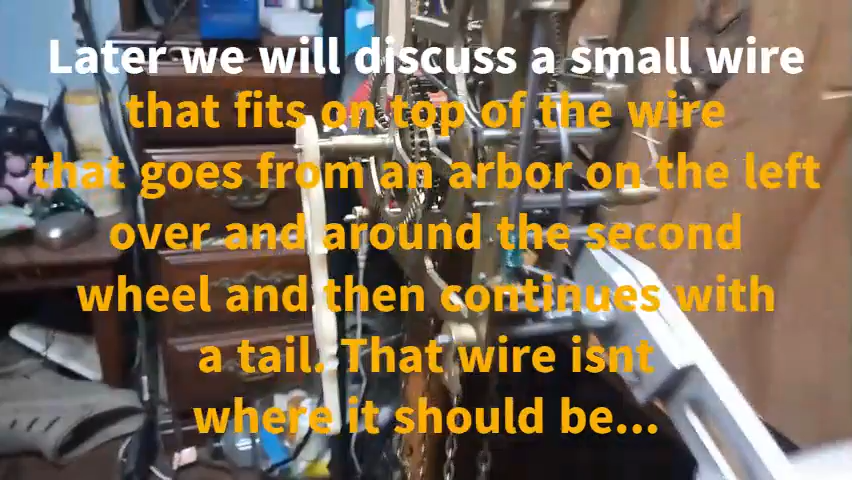 Later we will discuss a small wire
that fits on top of the wire
that goes from an arbor on the left
over and around the second
wheel and then continues with
a tail. That wire isnt
where it should be...